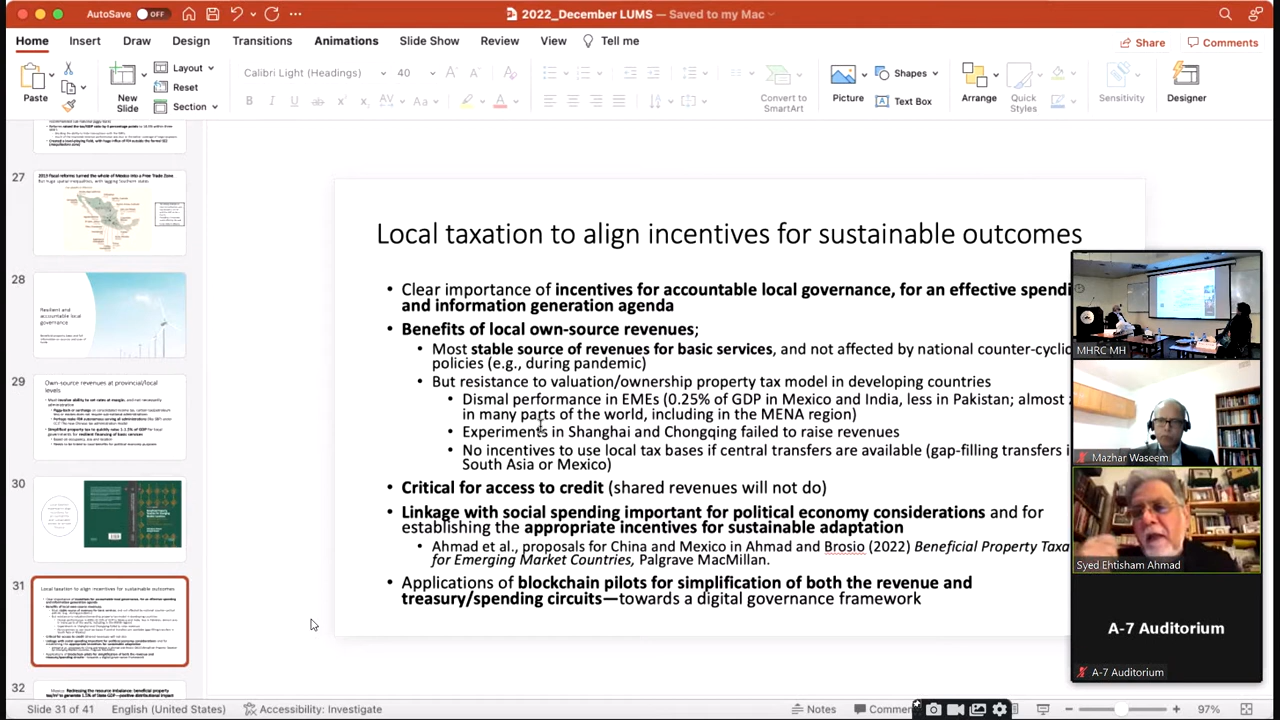 AutoSave OFF
2022_December LUMS — Saved to my Mac
Home Insert Draw Design Transitions Animations Slide Show Review View Tell me Share Comments
Paste New Slide Layout Reset Section Calibri Light (Headings) 40 Convert to SmartArt Picture Shapes Text Box Arrange Quick Styles Sensitivity Designer
27
2013 Fiscal reforms turned the whole of Mexico into a Free Trade Zone
28
Resilient and
accountable local
governance
29
Own-source revenues at provincial/local
levels
30
31
Local taxation to align incentives for sustainable outcomes
32
Local taxation to align incentives for sustainable outcomes
• Clear importance of incentives for accountable local governance, for an effective spendi
and information generation agenda
• Benefits of local own-source revenues;
• Most stable source of revenues for basic services, and not affected by national counter-cyclic
policies (e.g., during pandemic)
• But resistance to valuation/ownership property tax model in developing countries
• Dismal performance in EMEs (0.25% of GDP in Mexico and India, less in Pakistan; almost
in some parts of the world, including in the MENA region)
• Experiments in Shanghai and Chongqing failed to raise revenues
• No incentives to use local tax bases if central transfers are available (gap-filling transfers i
South Asia or Mexico)
• Critical for access to credit (shared revenues will not do)
• Linkage with social spending important for political economy considerations and for
establishing the appropriate incentives for sustainable adaptation
• Ahmad et al., proposals for China and Mexico in Ahmad and Brosio (2022) Beneficial Property Taxa
for Emerging Market Countries, Palgrave MacMillan
• Applications of blockchain pilots for simplification of both the revenue and
treasury/spending circuits—towards a digital governance framework
MHRC MH
Mazhar Waseem
Syed Ehtisham Ahmad
A-7 Auditorium
A-7 Auditorium
Slide 31 of 41 English (United States) Accessibility: Investigate Notes Comme 97%